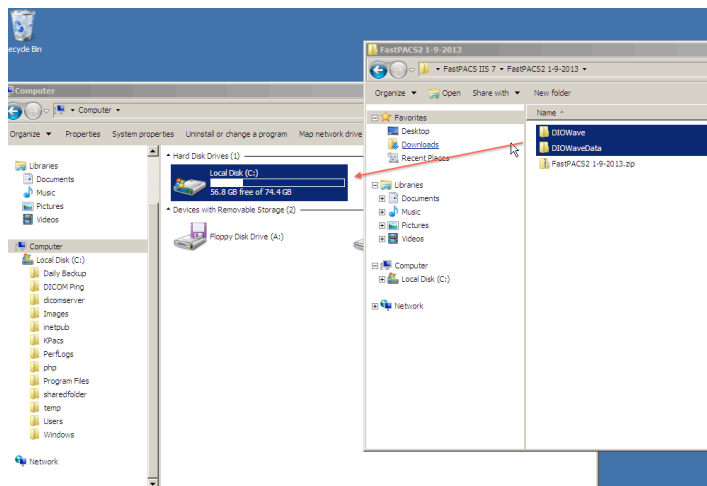 ecycle Bin
Computer
Computer
Organize
Properties
System properties
Uninstall or change a program
Map network drive
Libraries
Documents
Music
Pictures
Videos
Computer
Local Disk (C:)
Daily Backup
DICOM Ping
dicomserver
Images
inetpub
KPacs
PerfLogs
php
Program Files
sharedfolder
temp
Users
Windows
Network
Hard Disk Drives (1)
Local Disk (C:)
56.8 GB free of 74.4 GB
Devices with Removable Storage (2)
Floppy Disk Drive (A:)
FastPACS2 1-9-2013
FastPACS IIS 7
FastPACS2 1-9-2013
Organize
Open
Share with
New folder
Favorites
Desktop
Downloads
Recent Places
Libraries
Documents
Music
Pictures
Videos
Computer
Local Disk (C:)
Network
Name
DIOWave
DIOWaveData
FastPACS2 1-9-2013.zip